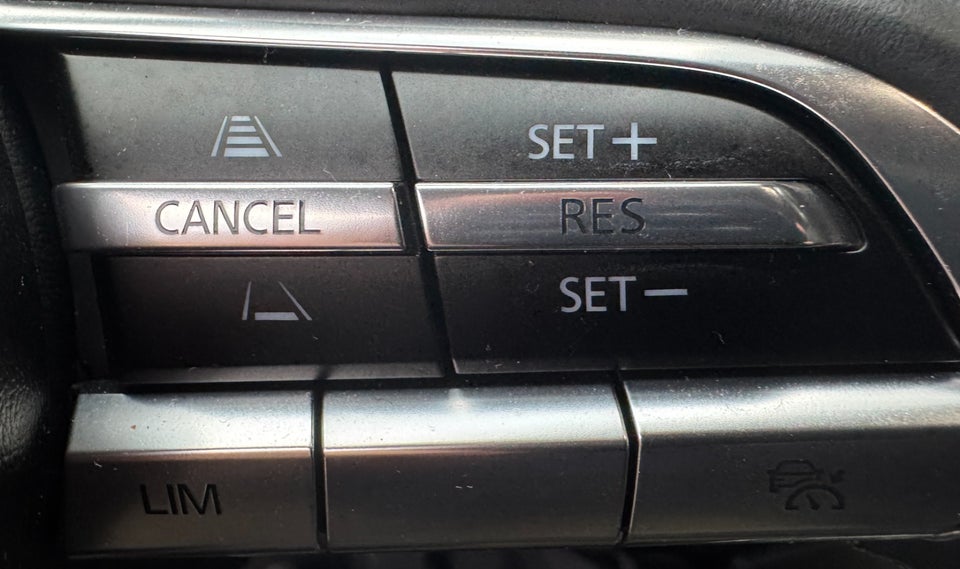 SET+
CANCEL RES
SET-
LIM